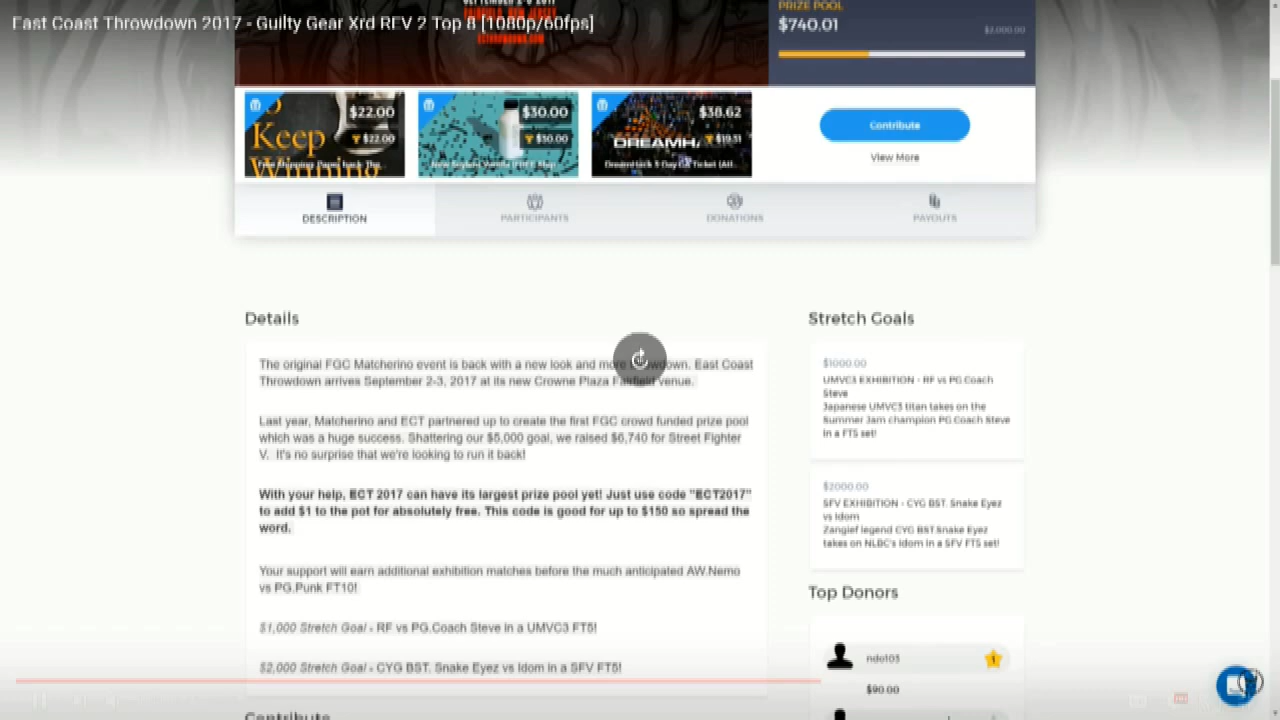 East Coast Throwdown 2017 - Guilty Gear Xrd REV 2 Top 8 [1080p/60fps]
PRIZE POOL
$740.01
$2,000.00
$22.00
$22.00
Keep
Winning
$30.00
$30.00
$38.62
$19.31
DREAMHA
Contribute
View More
DESCRIPTION
PARTICIPANTS
DONATIONS
PAYOUTS
Details
The original FGC Matcherino event is back with a new look and more throwdown. East Coast
Throwdown arrives September 2-3, 2017 at its new Crowne Plaza Fairfield venue.
Last year, Matcherino and ECT partnered up to create the first FGC crowd funded prize pool
which was a huge success. Shattering our $5,000 goal, we raised $6,740 for Street Fighter
V. It's no surprise that we're looking to run it back!
With your help, ECT 2017 can have its largest prize pool yet! Just use code "ECT2017"
to add $1 to the pot for absolutely free. This code is good for up to $150 so spread the
word.
Your support will earn additional exhibition matches before the much anticipated AW.Nemo
vs PG.Punk FT10!
$1,000 Stretch Goal - RF vs PG.Coach Steve in a UMVC3 FT5!
$2,000 Stretch Goal - CYG BST. Snake Eyez vs Idom in a SFV FT5!
Contribute
Stretch Goals
$1000.00
UMVC3 EXHIBITION - RF vs PG.Coach
Steve
Japanese UMVC3 titan takes on the
Summer Jam champion PG.Coach Steve
in a FT5 set!
$2000.00
SFV EXHIBITION - CYG BST. Snake Eyez
vs Idom
Zangief legend CYG BST.Snake Eyez
takes on NLBC's Idom in a SFV FT5 set!
Top Donors
ndo103
1
$90.00